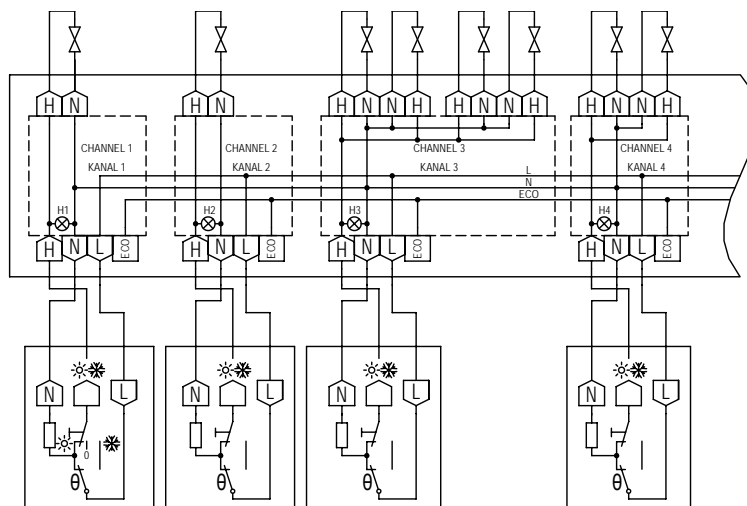 H N H N H N N H H N N H H N N H
CHANNEL 1 CHANNEL 2 CHANNEL 3 CHANNEL 4
KANAL 1 KANAL 2 KANAL 3 KANAL 4
L
N
ECO
H1 H2 H3 H4
H N L ECO H N L ECO H N L ECO H N L ECO
N L N L N L N L
I
0
θ θ θ θ